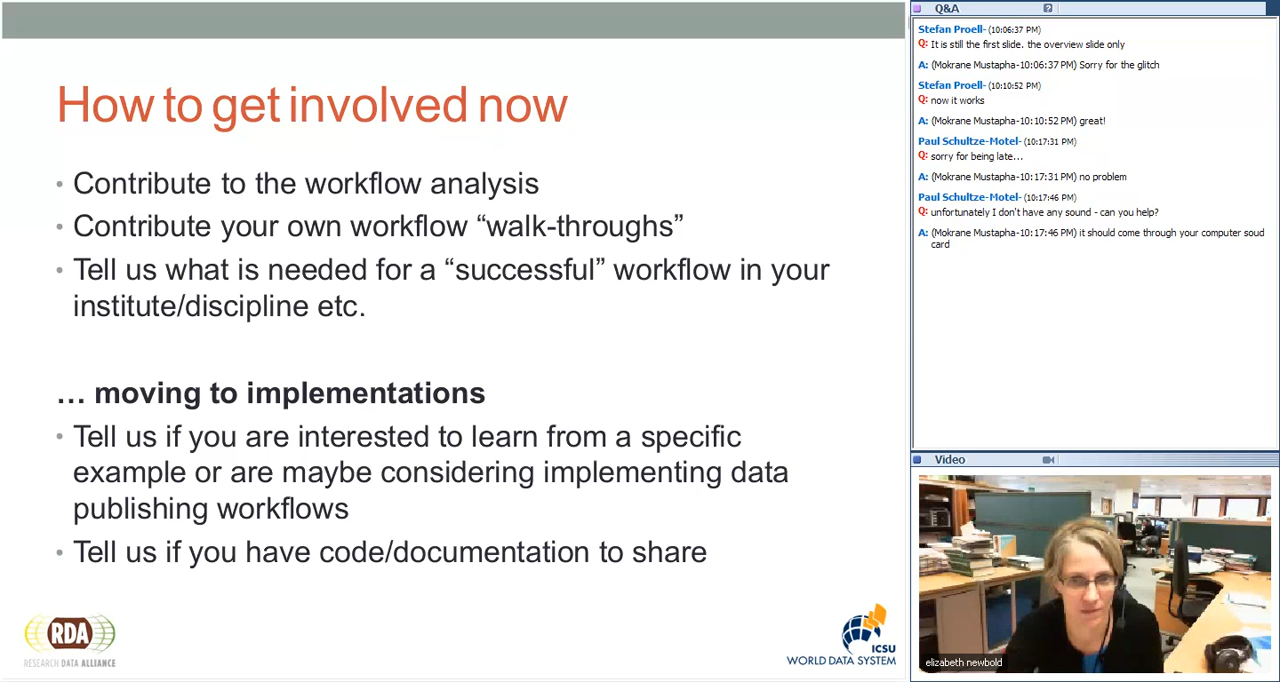 How to get involved now
• Contribute to the workflow analysis
• Contribute your own workflow “walk-throughs”
• Tell us what is needed for a “successful” workflow in your
institute/discipline etc.
… moving to implementations
• Tell us if you are interested to learn from a specific
example or are maybe considering implementing data
publishing workflows
• Tell us if you have code/documentation to share
RDA
RESEARCH DATA ALLIANCE
ICSU
WORLD DATA SYSTEM
Q&A
?
Stefan Proell- (10:06:37 PM)
Q: It is still the first slide. the overview slide only
A: (Mokrane Mustapha-10:06:37 PM) Sorry for the glitch
Stefan Proell- (10:10:52 PM)
Q: now it works
A: (Mokrane Mustapha-10:10:52 PM) great!
Paul Schultze-Motel- (10:17:31 PM)
Q: sorry for being late...
A: (Mokrane Mustapha-10:17:31 PM) no problem
Paul Schultze-Motel- (10:17:46 PM)
Q: unfortunately I don't have any sound - can you help?
A: (Mokrane Mustapha-10:17:46 PM) it should come through your computer soud
card
Video
elizabeth newbold